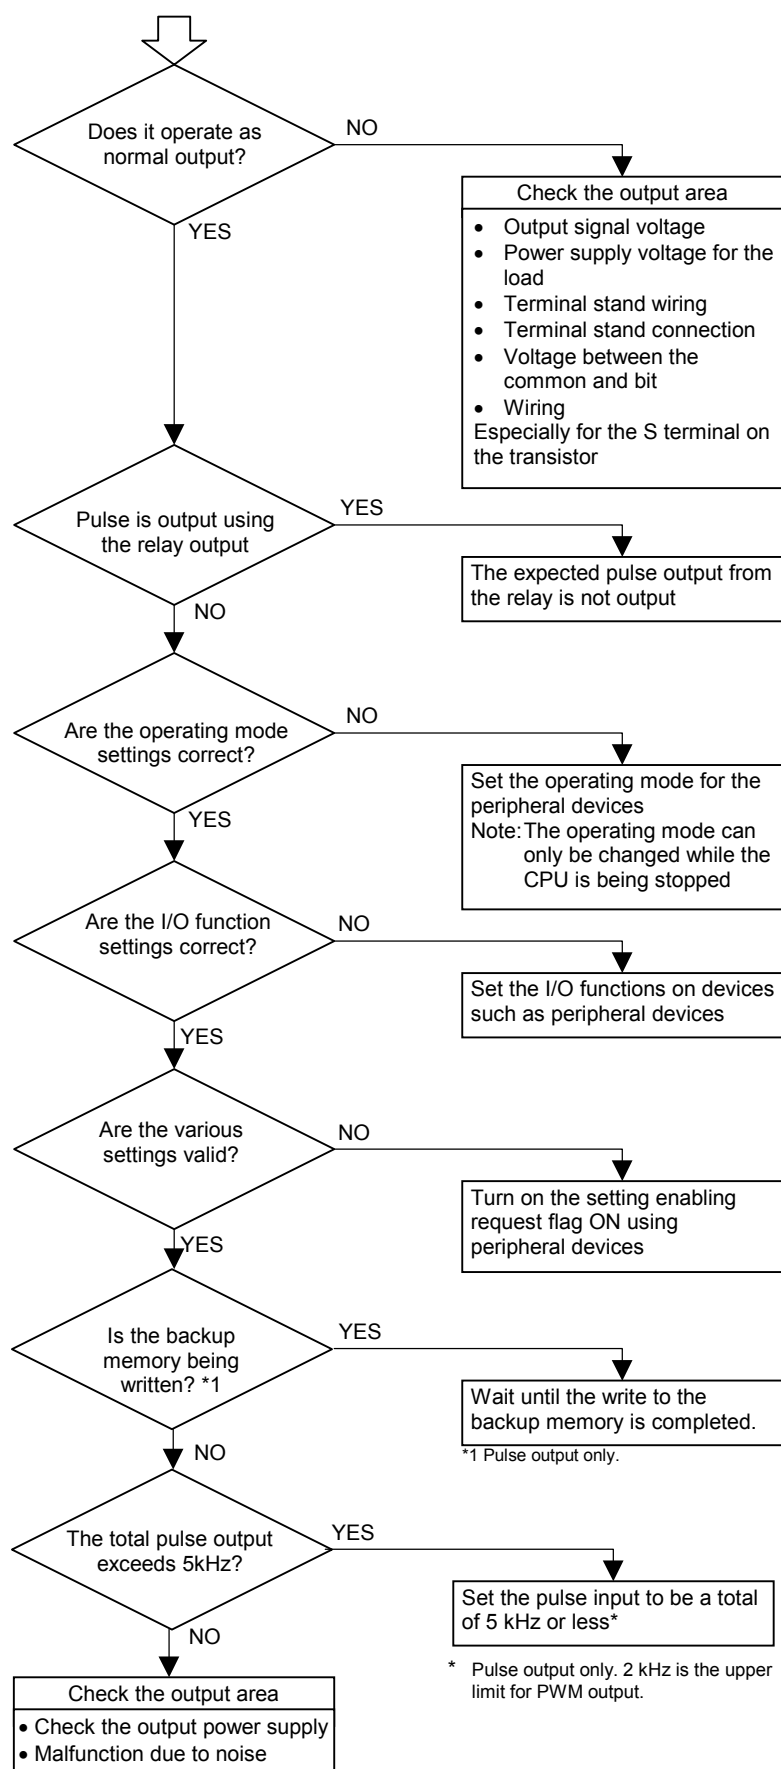 Does it operate as
normal output?
NO
YES
Check the output area
• Output signal voltage
• Power supply voltage for the
load
• Terminal stand wiring
• Terminal stand connection
• Voltage between the
common and bit
• Wiring
Especially for the S terminal on
the transistor
Pulse is output using
the relay output
YES
NO
The expected pulse output from
the relay is not output
Are the operating mode
settings correct?
NO
YES
Set the operating mode for the
peripheral devices
Note: The operating mode can
only be changed while the
CPU is being stopped
Are the I/O function
settings correct?
NO
YES
Set the I/O functions on devices
such as peripheral devices
Are the various
settings valid?
NO
YES
Turn on the setting enabling
request flag ON using
peripheral devices
Is the backup
memory being
written? *1
YES
NO
Wait until the write to the
backup memory is completed.
*1 Pulse output only.
The total pulse output
exceeds 5kHz?
YES
NO
Set the pulse input to be a total
of 5 kHz or less*
* Pulse output only. 2 kHz is the upper
limit for PWM output.
Check the output area
• Check the output power supply
• Malfunction due to noise